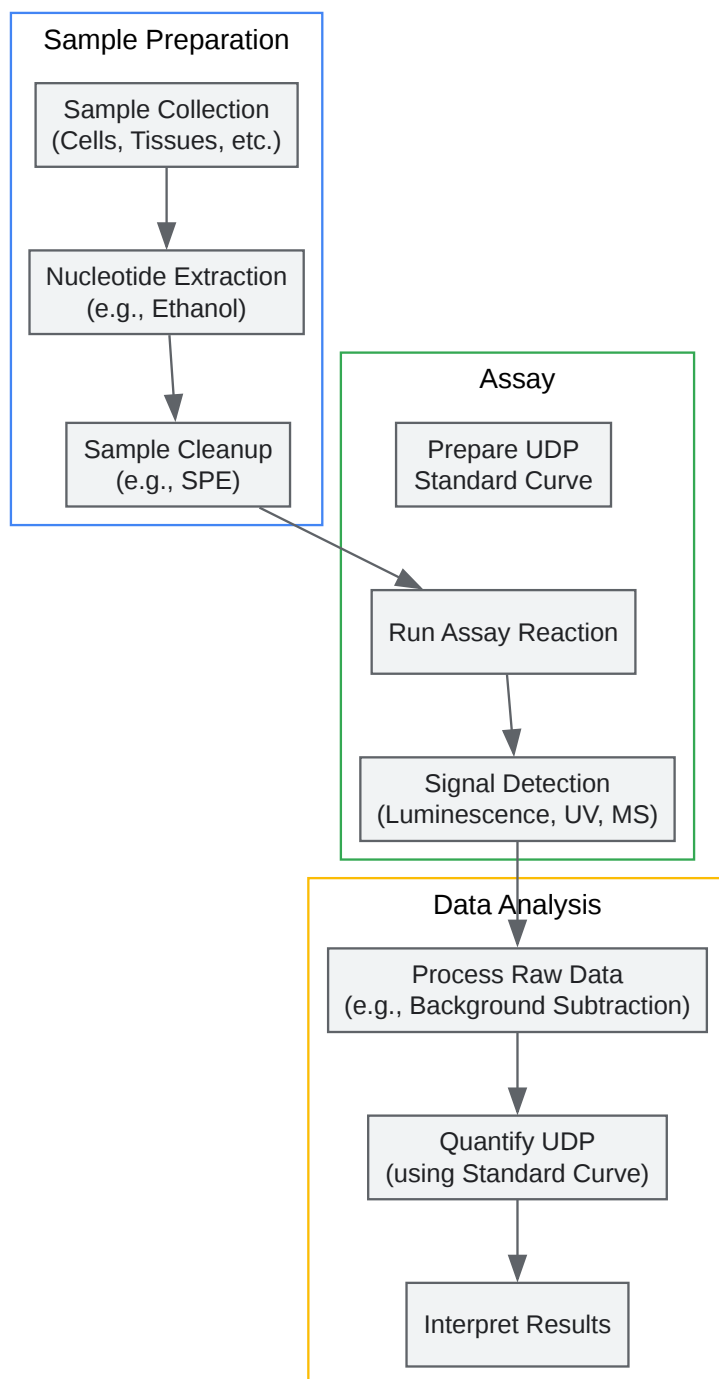 Sample Preparation
Sample Collection
(Cells, Tissues, etc.)
Nucleotide Extraction
(e.g., Ethanol)
Sample Cleanup
(e.g., SPE)
Assay
Prepare UDP
Standard Curve
Run Assay Reaction
Signal Detection
(Luminescence, UV, MS)
Data Analysis
Process Raw Data
(e.g., Background Subtraction)
Quantify UDP
(using Standard Curve)
Interpret Results